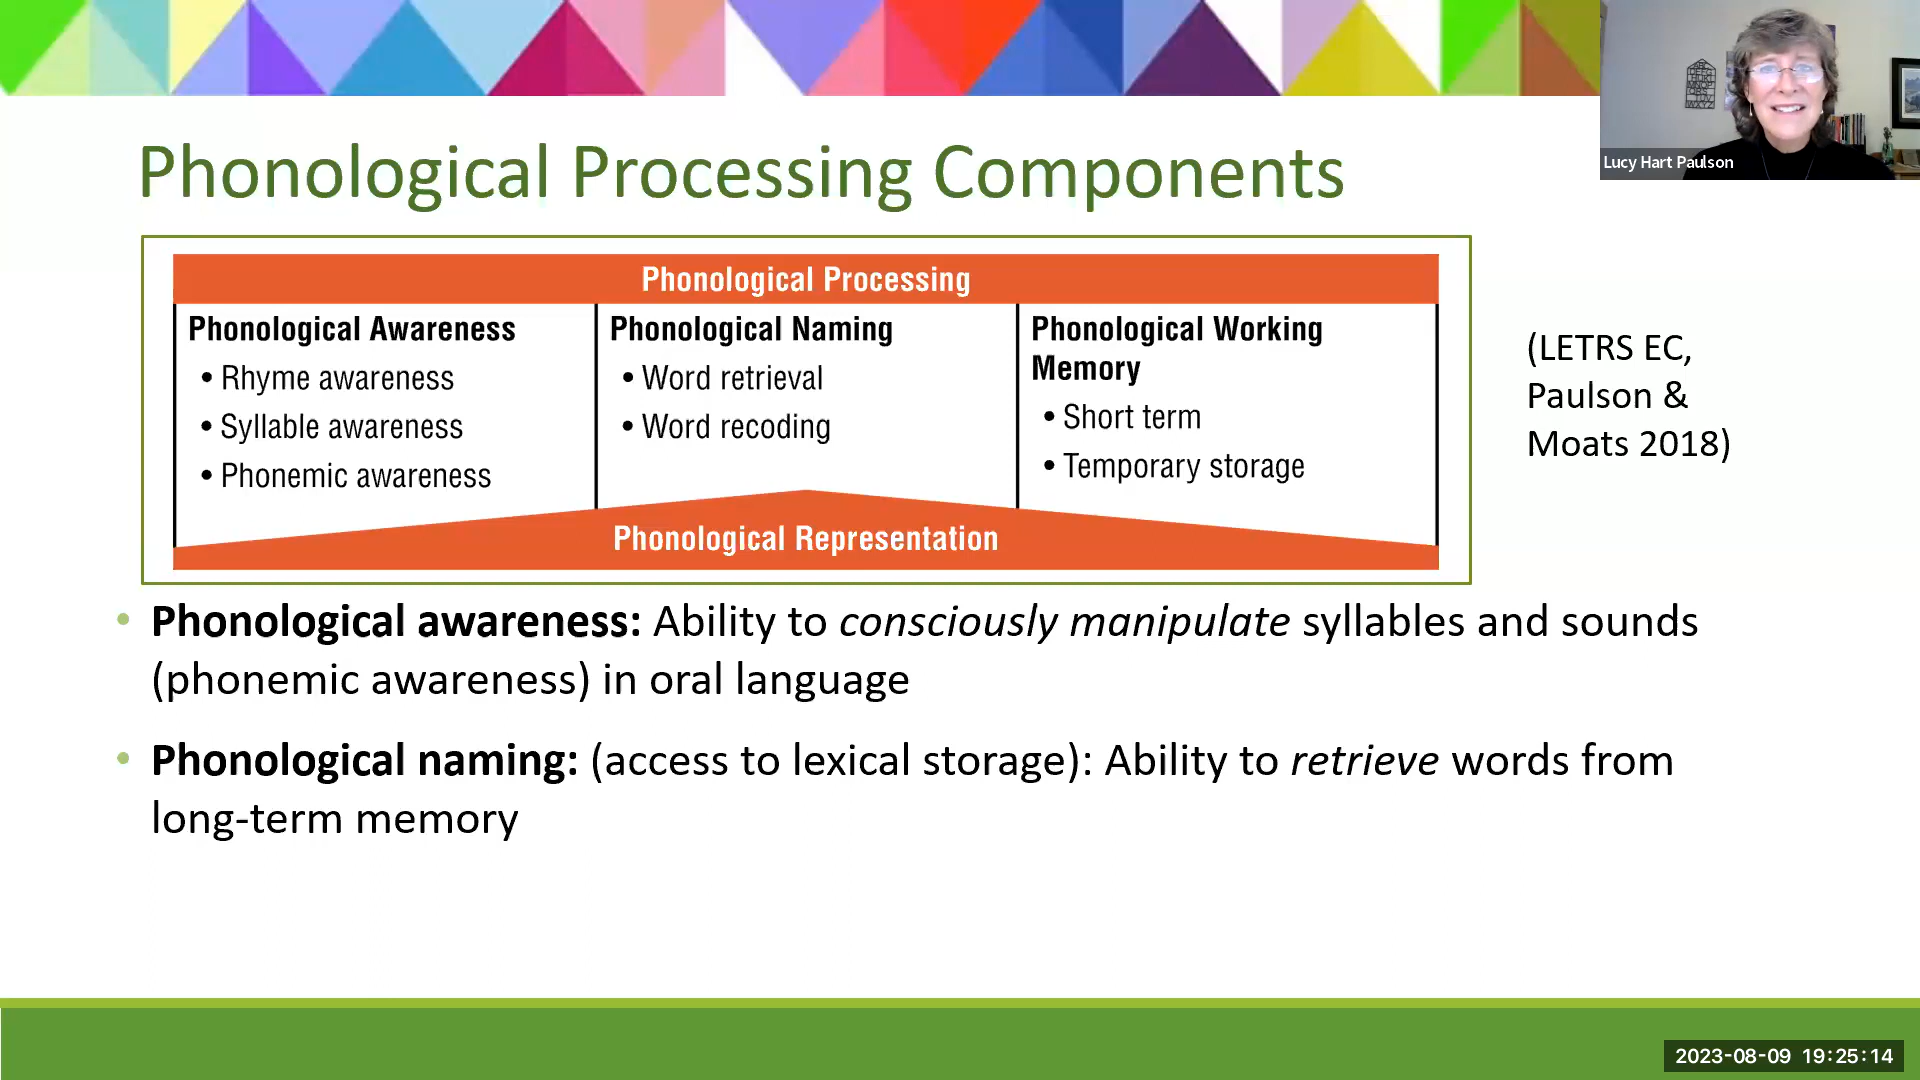 Lucy Hart Paulson
Phonological Processing Components
Phonological Processing
Phonological Awareness
• Rhyme awareness
• Syllable awareness
• Phonemic awareness
Phonological Naming
• Word retrieval
• Word recoding
Phonological Working
Memory
• Short term
• Temporary storage
Phonological Representation
(LETRS EC,
Paulson &
Moats 2018)
• Phonological awareness: Ability to consciously manipulate syllables and sounds
(phonemic awareness) in oral language
• Phonological naming: (access to lexical storage): Ability to retrieve words from
long-term memory
2023-08-09 19:25:14